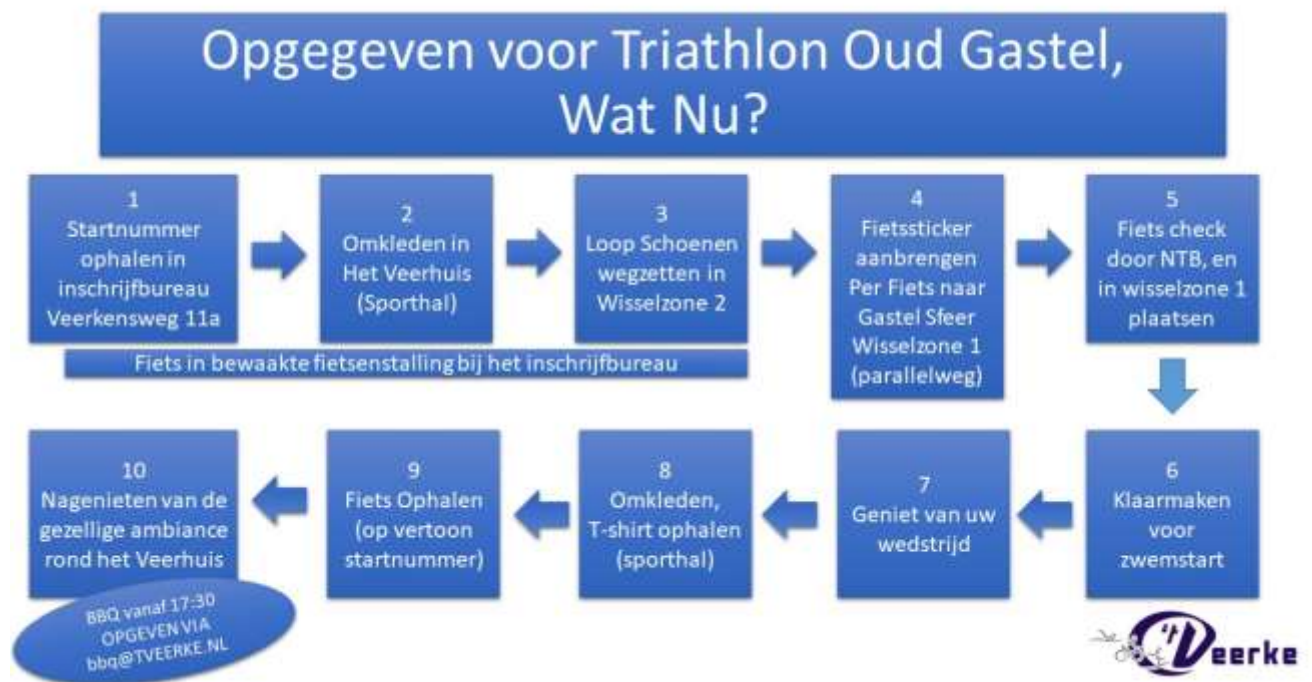 Opgegeven voor Triathlon Oud Gastel,
Wat Nu?
1
Startnummer
ophalen in
inschrijfbureau
Veerkensweg 11a
2
Omkleden in
Het Veerhuis
(Sporthal)
3
Loop Schoenen
wegzetten in
Wisselzone 2
4
Fietssticker
aanbrengen
Per Fiets naar
Gastel Sfeer
Wisselzone 1
(parallelweg)
5
Fiets check
door NTB, en
in wisselzone 1
plaatsen
Fiets in bewaakte fietsenstalling bij het inschrijfbureau
6
Klaarmaken
voor
zwemstart
7
Geniet van uw
wedstrijd
8
Omkleden,
T-shirt ophalen
(sporthal)
9
Fiets Ophalen
(op vertoon
startnummer)
10
Nagenieten van de
gezellige ambiance
rond het Veerhuis
BBQ vanaf 17:30
OPGEVEN VIA
bbq@TVEERKE.NL
't Veerke